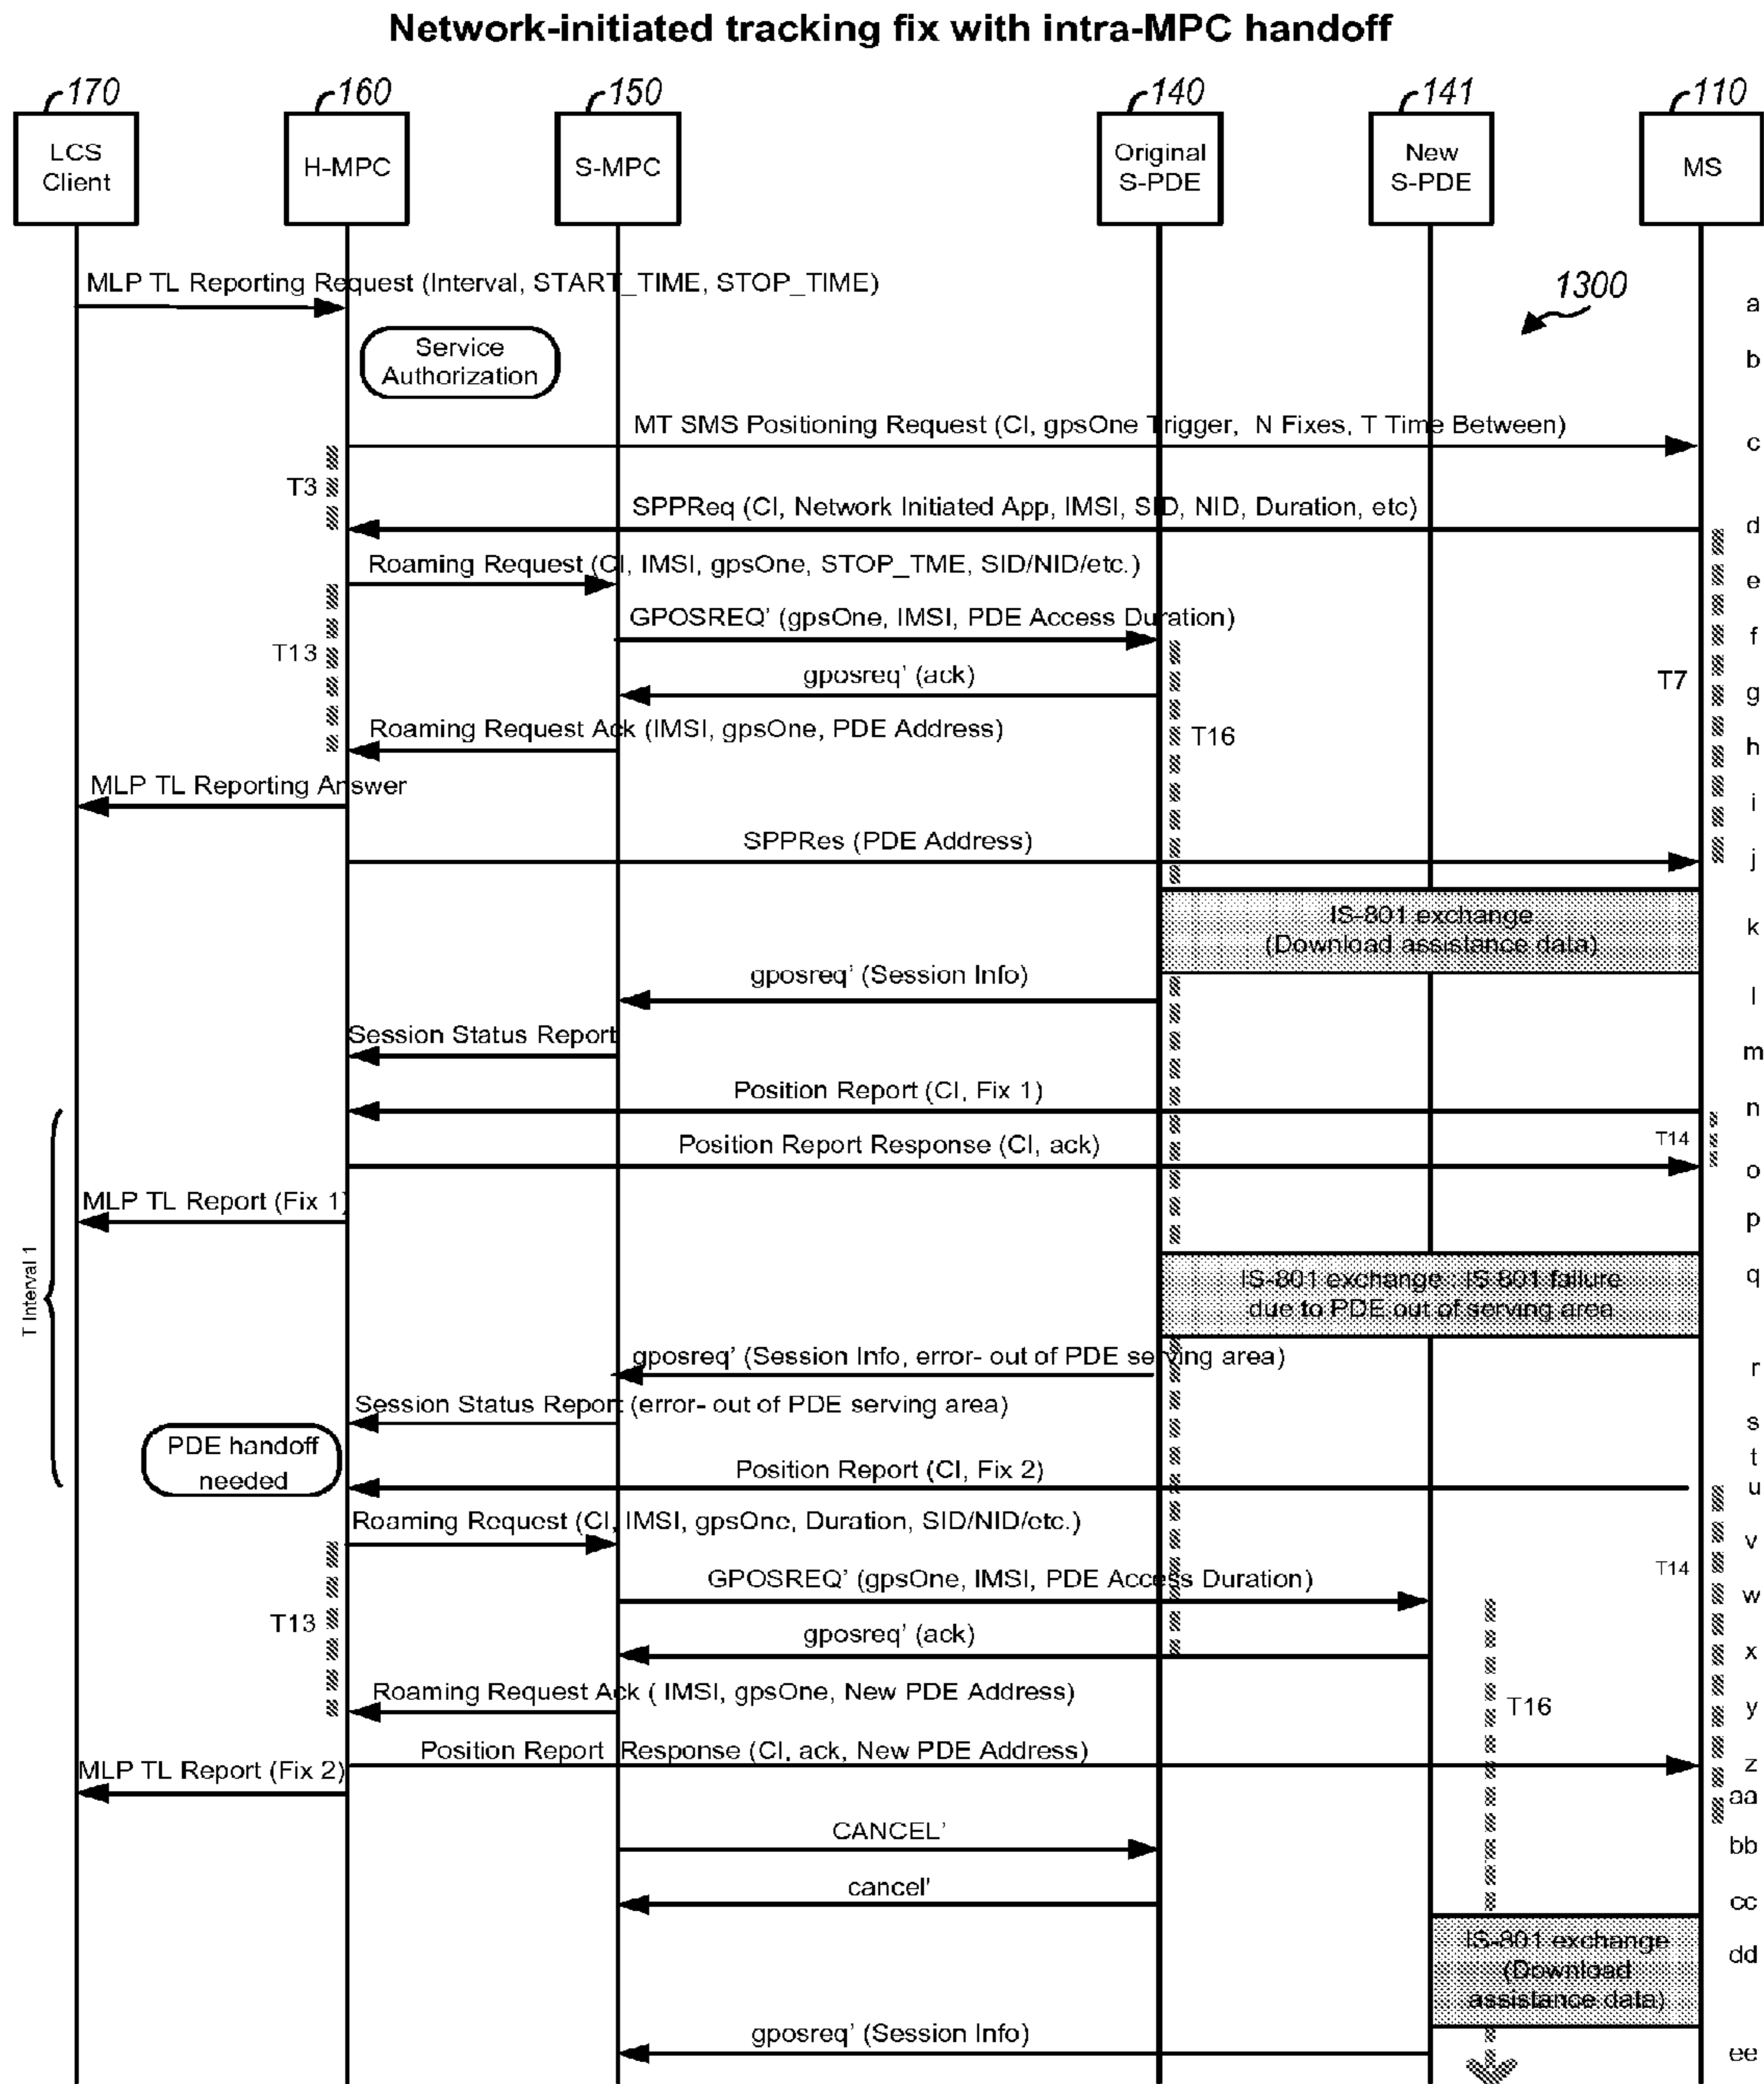 Network-initiated tracking fix with intra-MPC handoff
170
160
150
140
141
110
LCS
Client
H-MPC
S-MPC
Original
S-PDE
New
S-PDE
MS
MLP TL Reporting Request (Interval, START_TIME, STOP_TIME)
a
1300
Service
Authorization
b
MT SMS Positioning Request (CI, gpsOne Trigger, N Fixes, T Time Between)
c
T3
SPPReq (CI, Network Initiated App, IMSI, SID, NID, Duration, etc)
d
Roaming Request (CI, IMSI, gpsOne, STOP_TME, SID/NID/etc.)
e
GPOSREQ' (gpsOne, IMSI, PDE Access Duration)
f
T13
gposreq' (ack)
T7
g
Roaming Request Ack (IMSI, gpsOne, PDE Address)
T16
h
MLP TL Reporting Answer
i
SPPRes (PDE Address)
j
IS-801 exchange
(Download assistance data)
k
gposreq' (Session Info)
l
Session Status Report
m
Position Report (CI, Fix 1)
n
Position Report Response (CI, ack)
T14
o
MLP TL Report (Fix 1)
p
T Interval 1
IS-801 exchange : IS 801 failure
due to PDE out of serving area
q
gposreq' (Session Info, error- out of PDE serving area)
r
Session Status Report (error- out of PDE serving area)
s
PDE handoff
needed
t
Position Report (CI, Fix 2)
u
Roaming Request (CI, IMSI, gpsOne, Duration, SID/NID/etc.)
v
T14
GPOSREQ' (gpsOne, IMSI, PDE Access Duration)
w
T13
gposreq' (ack)
x
Roaming Request Ack ( IMSI, gpsOne, New PDE Address)
T16
y
Position Report Response (CI, ack, New PDE Address)
z
MLP TL Report (Fix 2)
aa
CANCEL'
bb
cancel'
cc
IS-801 exchange
(Download
assistance data)
dd
gposreq' (Session Info)
ee